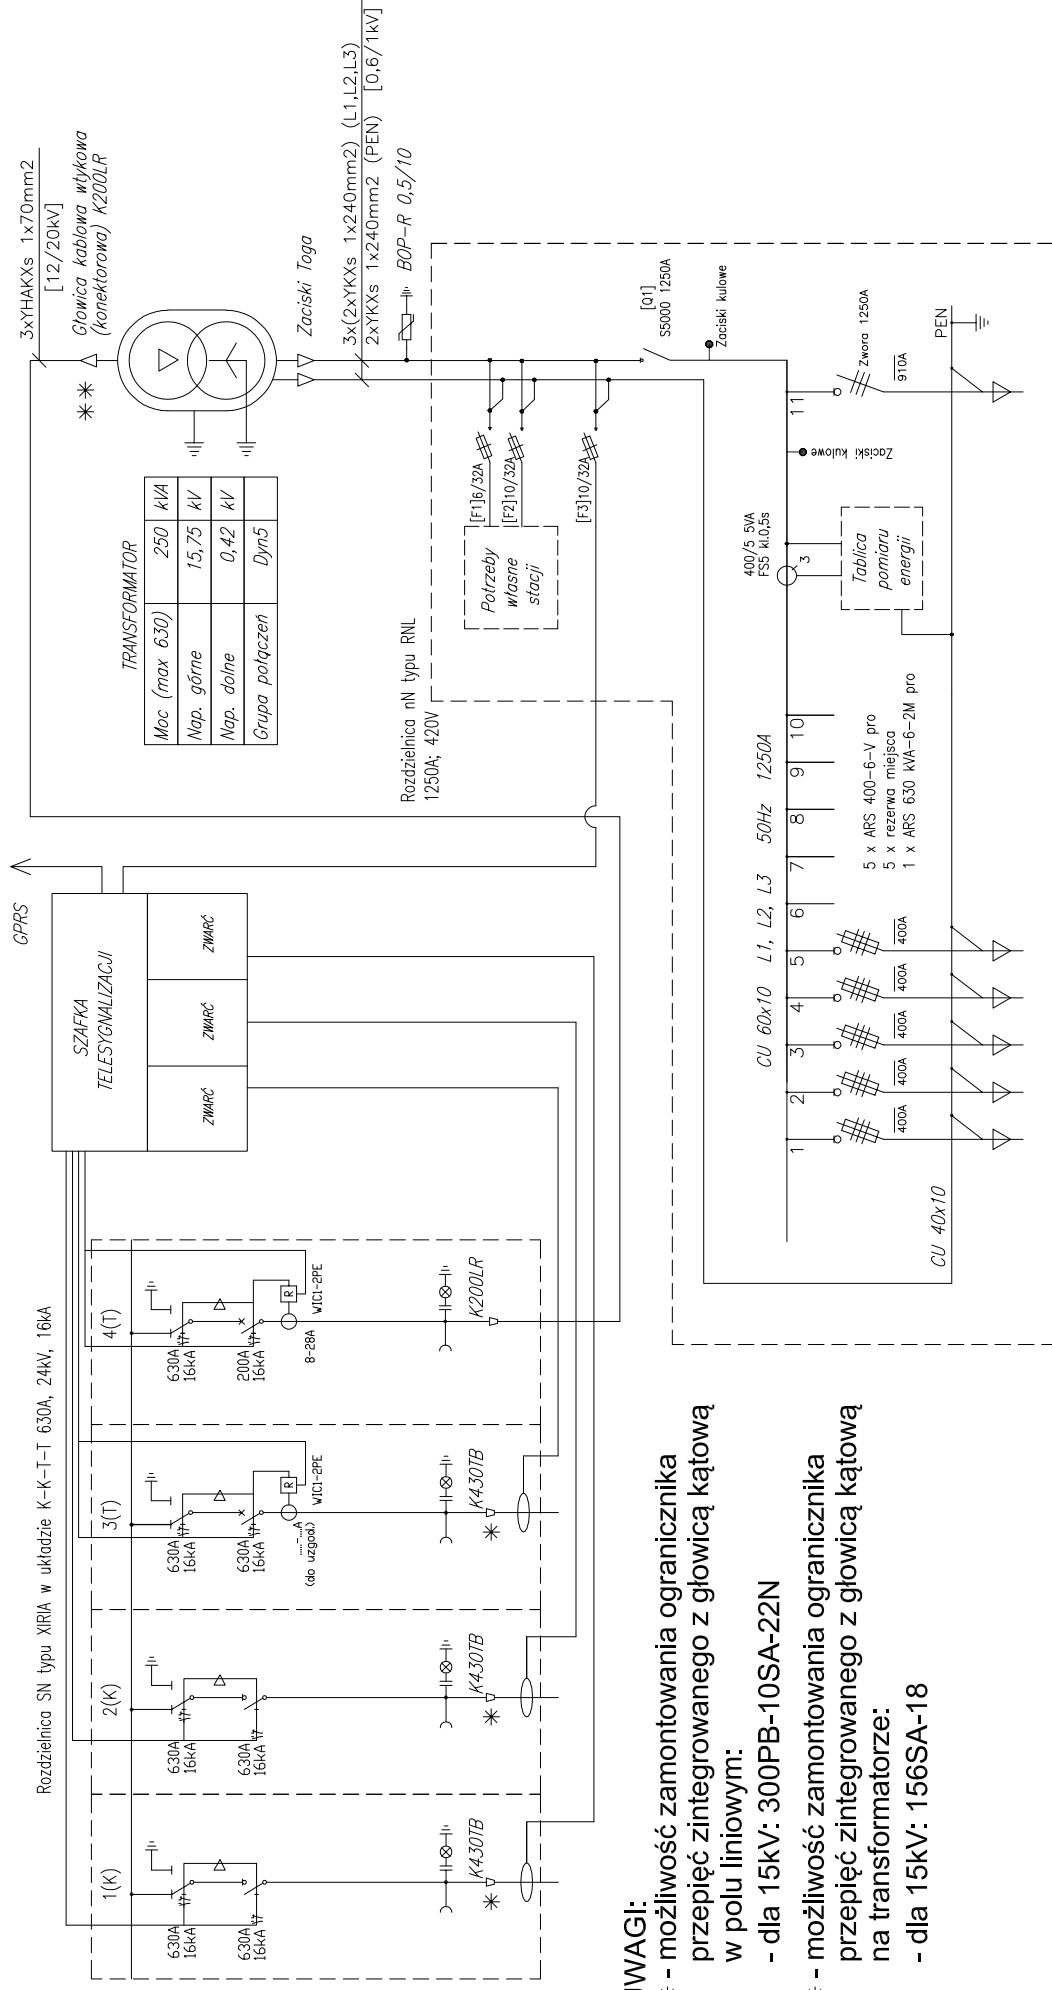 Rozdzielnica SN typu XIRIA w układzie K-K-T-T 630A, 24kV, 16kA
1(K)
630A
16kA
630A
16kA
K430TB
2(K)
630A
16kA
630A
16kA
K430TB
3(T)
630A
16kA
630A
16kA
R
WIC1-2PE
(do uzgod.)
K430TB
4(T)
630A
16kA
200A
16kA
R
WIC1-2PE
8-28A
K200LR
GPRS
SZAFKA
TELESYGNALIZACJI
ZWARĆ
ZWARĆ
ZWARĆ
3xYHAKXs 1x70mm2
[12/20kV]
Głowica kablowa wtykowa
(konektorowa) K200LR
TRANSFORMATOR
Moc (max 630) 250 kVA
Nap. górne 15,75 kV
Nap. dolne 0,42 kV
Grupa połączeń Dyn5
Zaciski Toga
3x(2xYKXs 1x240mm2) (L1,L2,L3)
2xYKXs 1x240mm2 (PEN) [0,6/1kV]
BOP-R 0,5/10
Rozdzielnica nN typu RNL
1250A; 420V
[F1]6/32A
[F2]10/32A
[F3]10/32A
Potrzeby
własne
stacji
[Q1]
S5000 1250A
Zaciski kulowe
CU 60x10 L1, L2, L3 50Hz 1250A
1
2
3
4
5
6
7
8
9
10
11
400A
400A
400A
400A
400A
400/5 5VA
FS5 kl.0,5s
3
Zaciski kulowe
Tablica
pomiaru
energii
Zwora 1250A
910A
5 x ARS 400-6-V pro
5 x rezerwa miejsca
1 x ARS 630 kVA-6-2M pro
PEN
CU 40x10
UWAGI:
* - możliwość zamontowania ogranicznika
przepięć zintegrowanego z głowicą kątową
w polu liniowym:
- dla 15kV: 300PB-10SA-22N
- możliwość zamontowania ogranicznika
przepięć zintegrowanego z głowicą kątową
na transformatorze:
- dla 15kV: 156SA-18